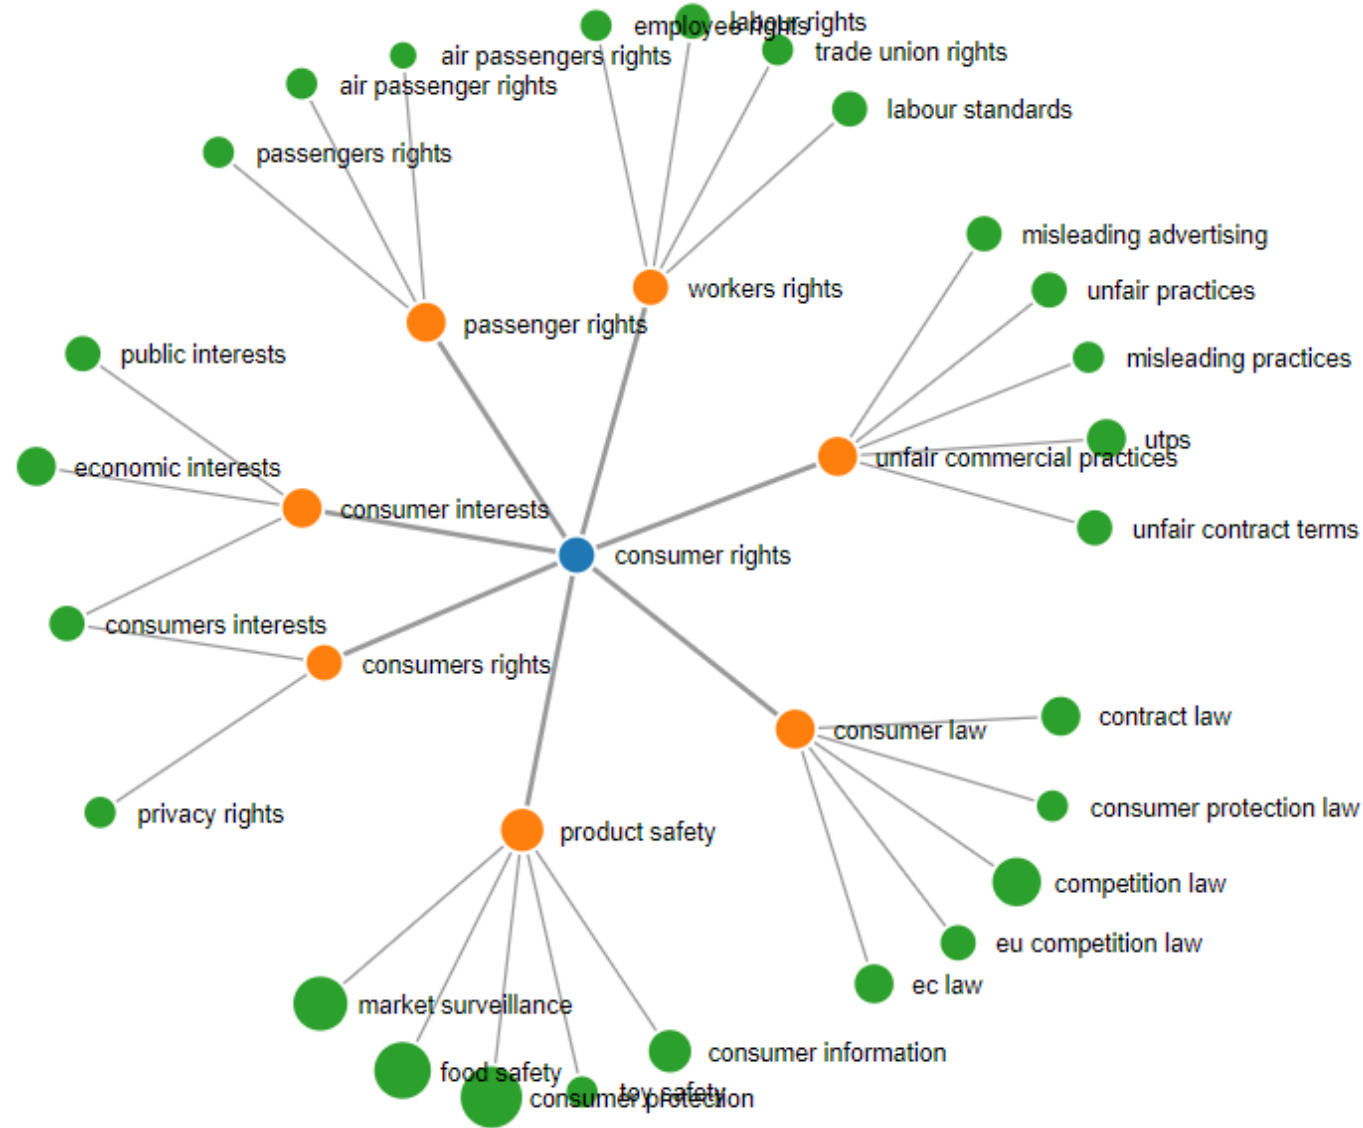 employee rights
labour rights
air passengers rights
trade union rights
air passenger rights
labour standards
passengers rights
misleading advertising
workers rights
unfair practices
passenger rights
public interests
misleading practices
utps
unfair commercial practices
economic interests
consumer interests
unfair contract terms
consumer rights
consumers interests
consumers rights
contract law
consumer law
consumer protection law
privacy rights
product safety
competition law
eu competition law
ec law
market surveillance
consumer information
food safety
toy safety
consumer protection